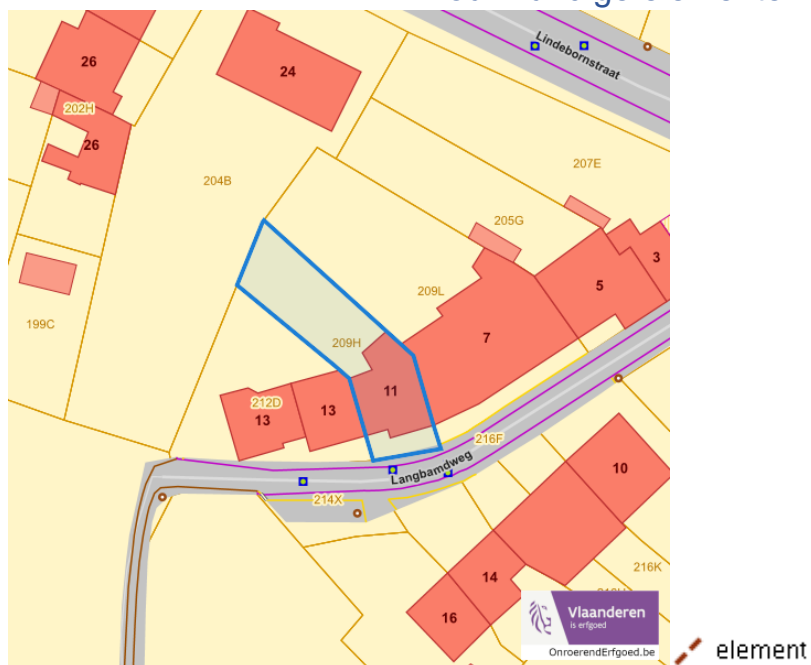 Lindebornstraat
26
24
202H
26
207E
204B
205G
3
5
209L
199C
209H
7
11
212D
13
13
216F
Langbamdweg
10
214X
216K
14
16
Vlaanderen
is erfgoed
OnroerendErfgoed.be
element